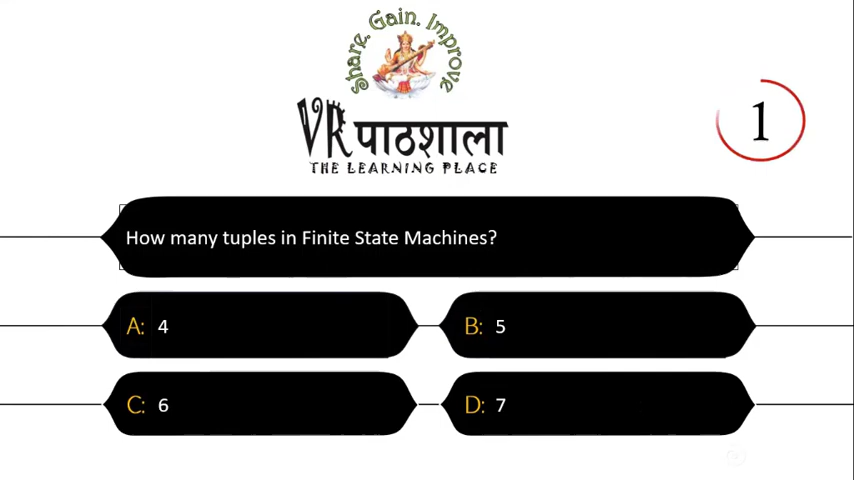 Share. Gain. Improve
VR पाठशाला
THE LEARNING PLACE
1
How many tuples in Finite State Machines?
A: 4
B: 5
C: 6
D: 7